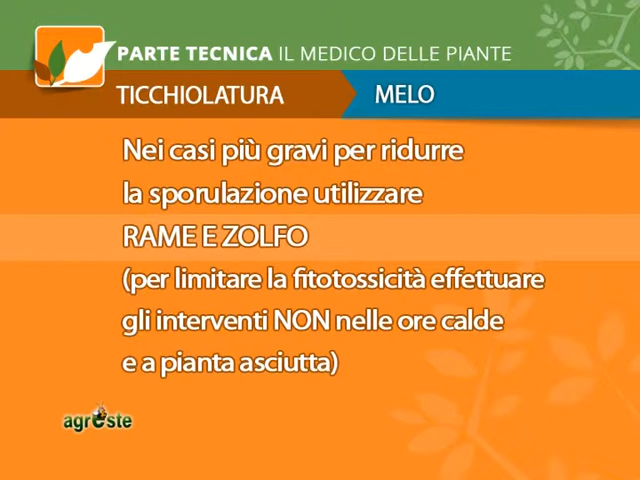 PARTE TECNICA IL MEDICO DELLE PIANTE
TICCHIOLATURA MELO
Nei casi più gravi per ridurre
la sporulazione utilizzare
RAME E ZOLFO
(per limitare la fitotossicità effettuare
gli interventi NON nelle ore calde
e a pianta asciutta)
agreste